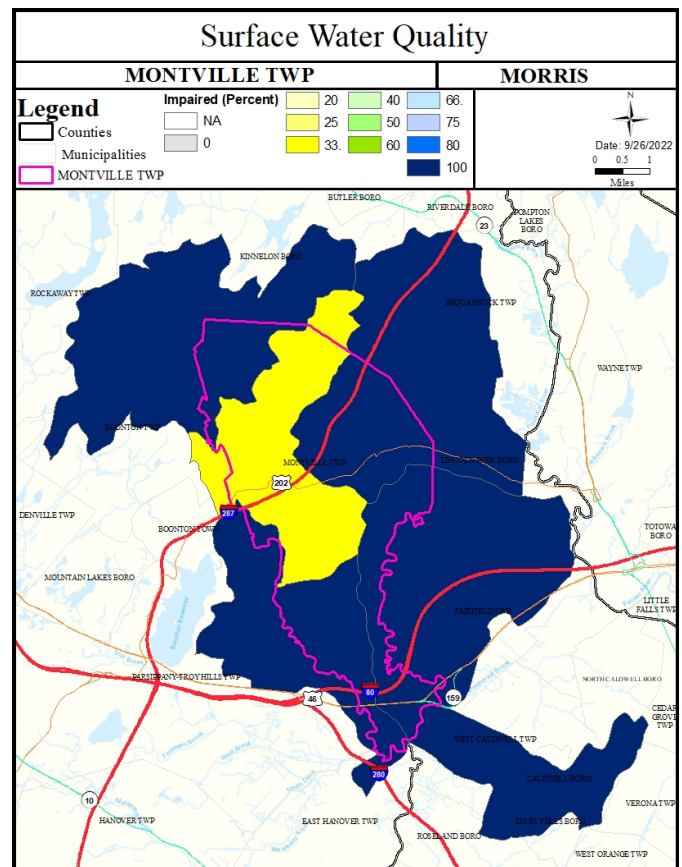 Surface Water Quality
MONTVILLE TWP
MORRIS
Legend
Counties
Municipalities
MONTVILLE TWP
Impaired (Percent)
NA
0
20
25
33.
40
50
60
66.
75
80
100
N
Date: 9/26/2022
0 0.5 1
Miles
BUTLER BORO
RIVERDALE BORO
POMPTON
LAKES
BORO
23
KINNELON BORO
ROCKAWAY TWP
PEQUANNOCK TWP
WAYNE TWP
BOONTON TWP
MONTVILLE TWP
LINCOLN PARK BORO
202
287
DENVILLE TWP
BOONTON TOWN
TOTOWA
BORO
MOUNTAIN LAKES BORO
LITTLE
FALLS TWP
FAIRFIELD TWP
PARSIPPANY-TROY HILLS TWP
NORTH CALDWELL BORO
80
46
159
CEDAR
GROVE
TWP
WEST CALDWELL TWP
280
CALDWELL BORO
10
VERONA TWP
HANOVER TWP
EAST HANOVER TWP
ESSEX FELLS BORO
ROSELAND BORO
WEST ORANGE TWP